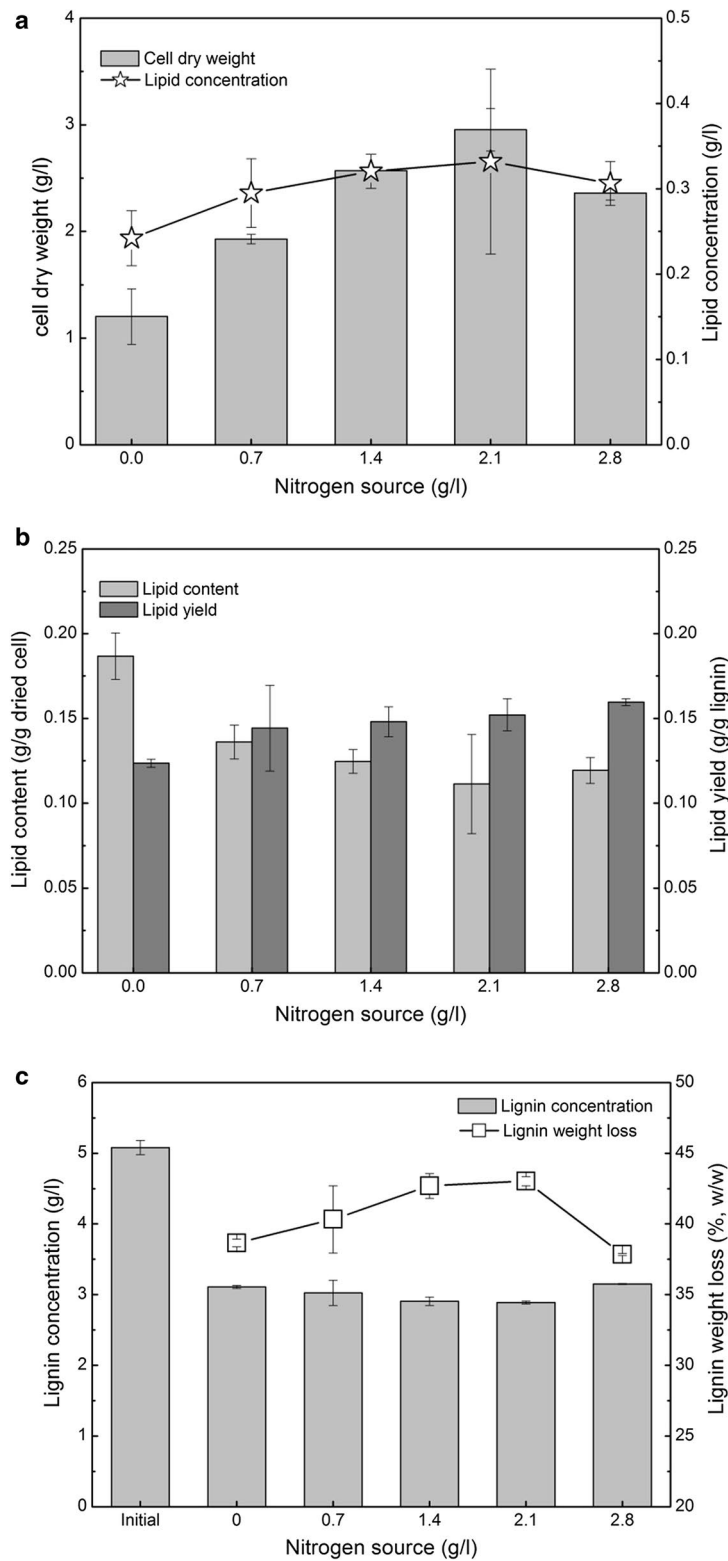 a
Cell dry weight
Lipid concentration
cell dry weight (g/l)
4
3
2
1
0
0.5
0.4
0.3
0.2
0.1
0.0
Lipid concentration (g/l)
0.0 0.7 1.4 2.1 2.8
Nitrogen source (g/l)
b
Lipid content
Lipid yield
Lipid content (g/g dried cell)
0.25
0.20
0.15
0.10
0.05
0.00
0.25
0.20
0.15
0.10
0.05
0.00
Lipid yield (g/g lignin)
0.0 0.7 1.4 2.1 2.8
Nitrogen source (g/l)
c
Lignin concentration
Lignin weight loss
Lignin concentration (g/l)
6
5
4
3
2
1
0
50
45
40
35
30
25
20
Lignin weight loss (%, w/w)
Initial 0 0.7 1.4 2.1 2.8
Nitrogen source (g/l)